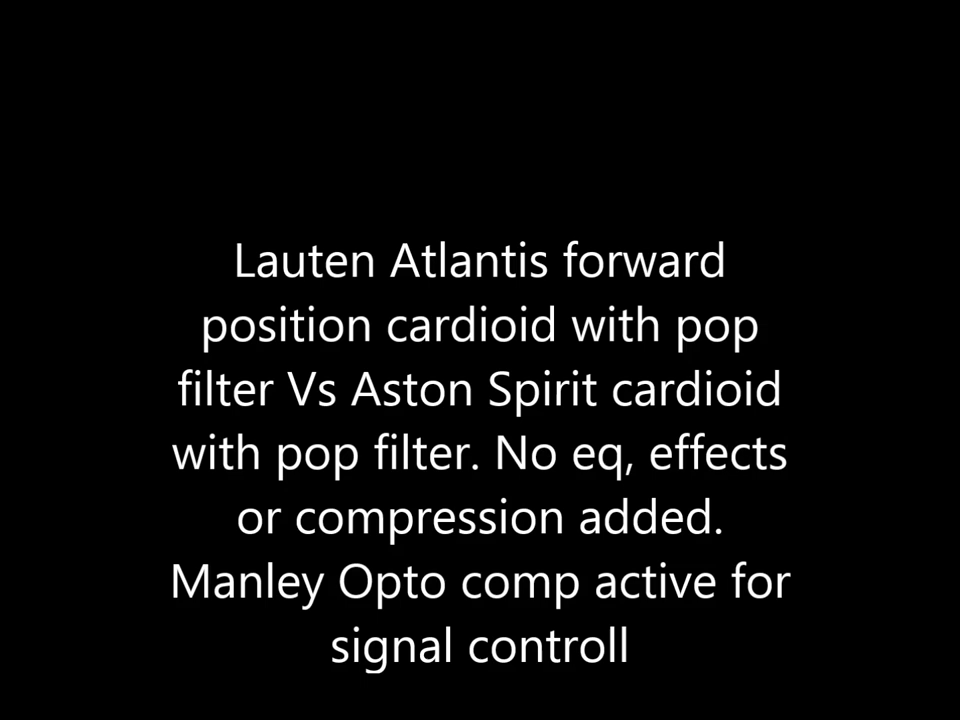 Lauten Atlantis forward
position cardioid with pop
filter Vs Aston Spirit cardioid
with pop filter. No eq, effects
or compression added.
Manley Opto comp active for
signal controll